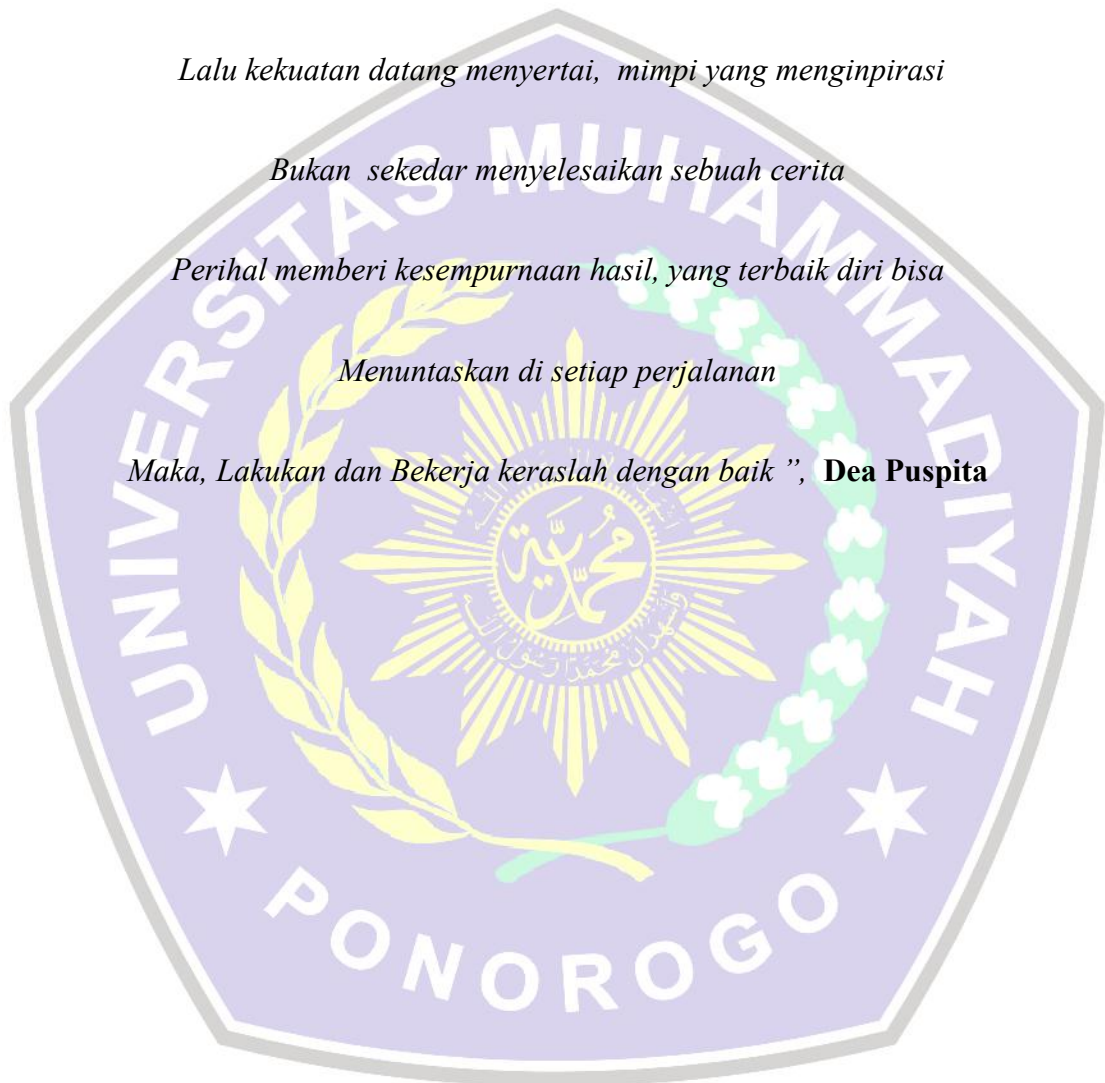 Lalu kekuatan datang menyertai, mimpi yang menginpirasi
Bukan sekedar menyelesaikan sebuah cerita
Perihal memberi kesempurnaan hasil, yang terbaik diri bisa
Menuntaskan di setiap perjalanan
Maka, Lakukan dan Bekerja keraslah dengan baik ”, Dea Puspita
UNIVERSITAS MUHAMMADIYAH
محمدية
PONOROGO